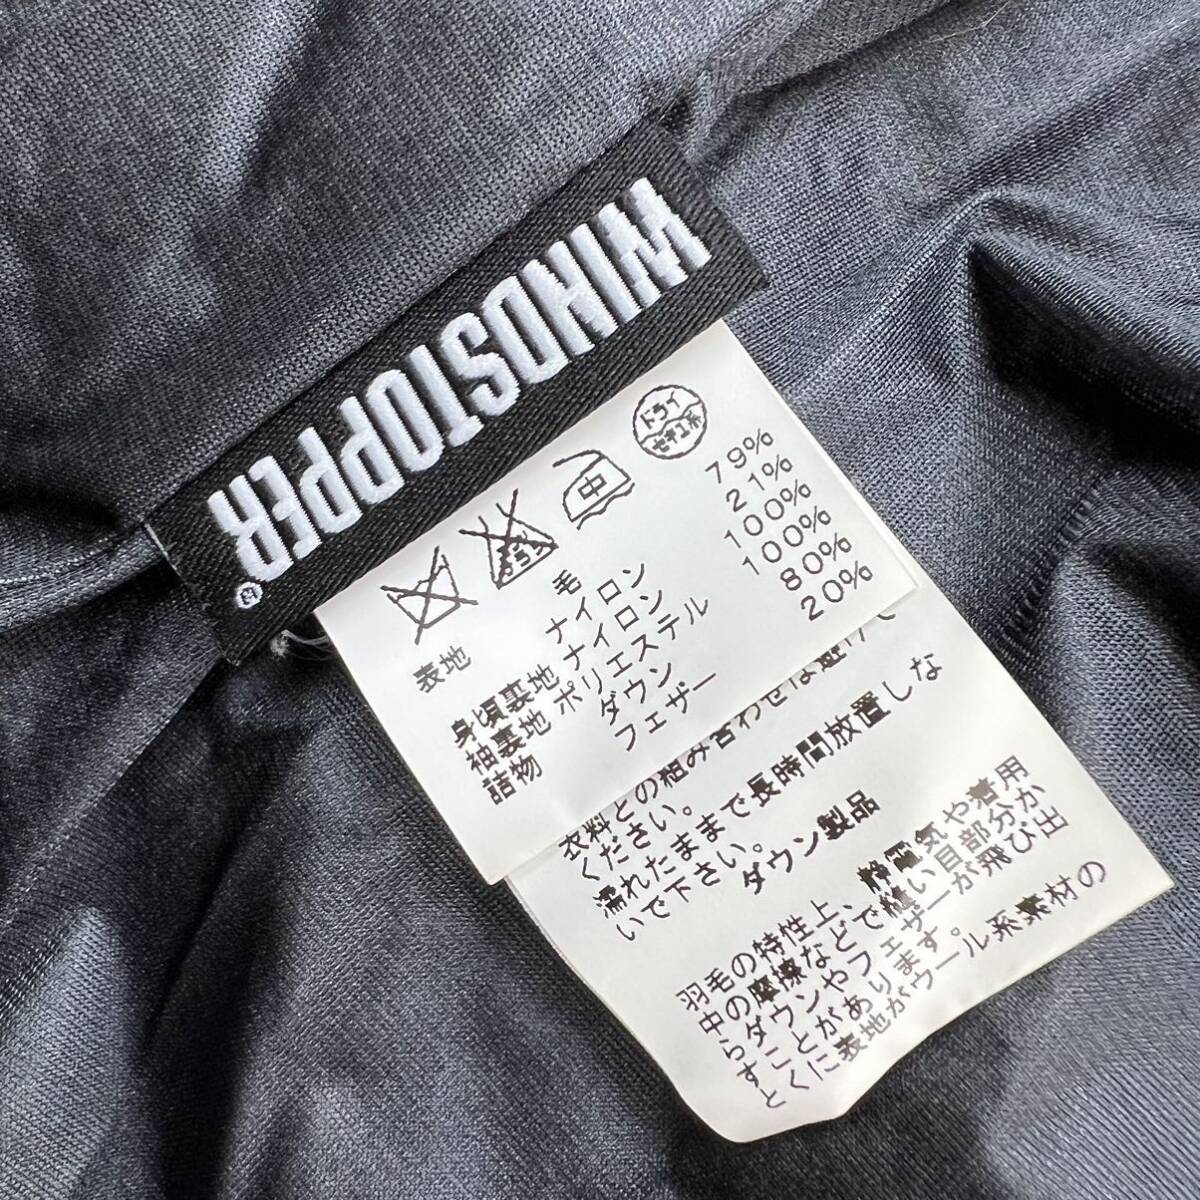 WINDSTOPPER®
ドライ
セキユ系
中
エンソ
表地 毛 79%
ナイロン 21%
身頃裏地 ナイロン 100%
袖裏地 ポリエステル 100%
詰物 ダウン 80%
フェザー 20%
衣料との組み合わせは避けて
ください。
濡れたままで長時間放置しな
いで下さい。
ダウン製品
羽毛の特性上、静電気や着用
中の摩擦などで縫い目部分か
らダウンやフェザーが飛び出
すことがあります。
とくに表地がウール系素材の